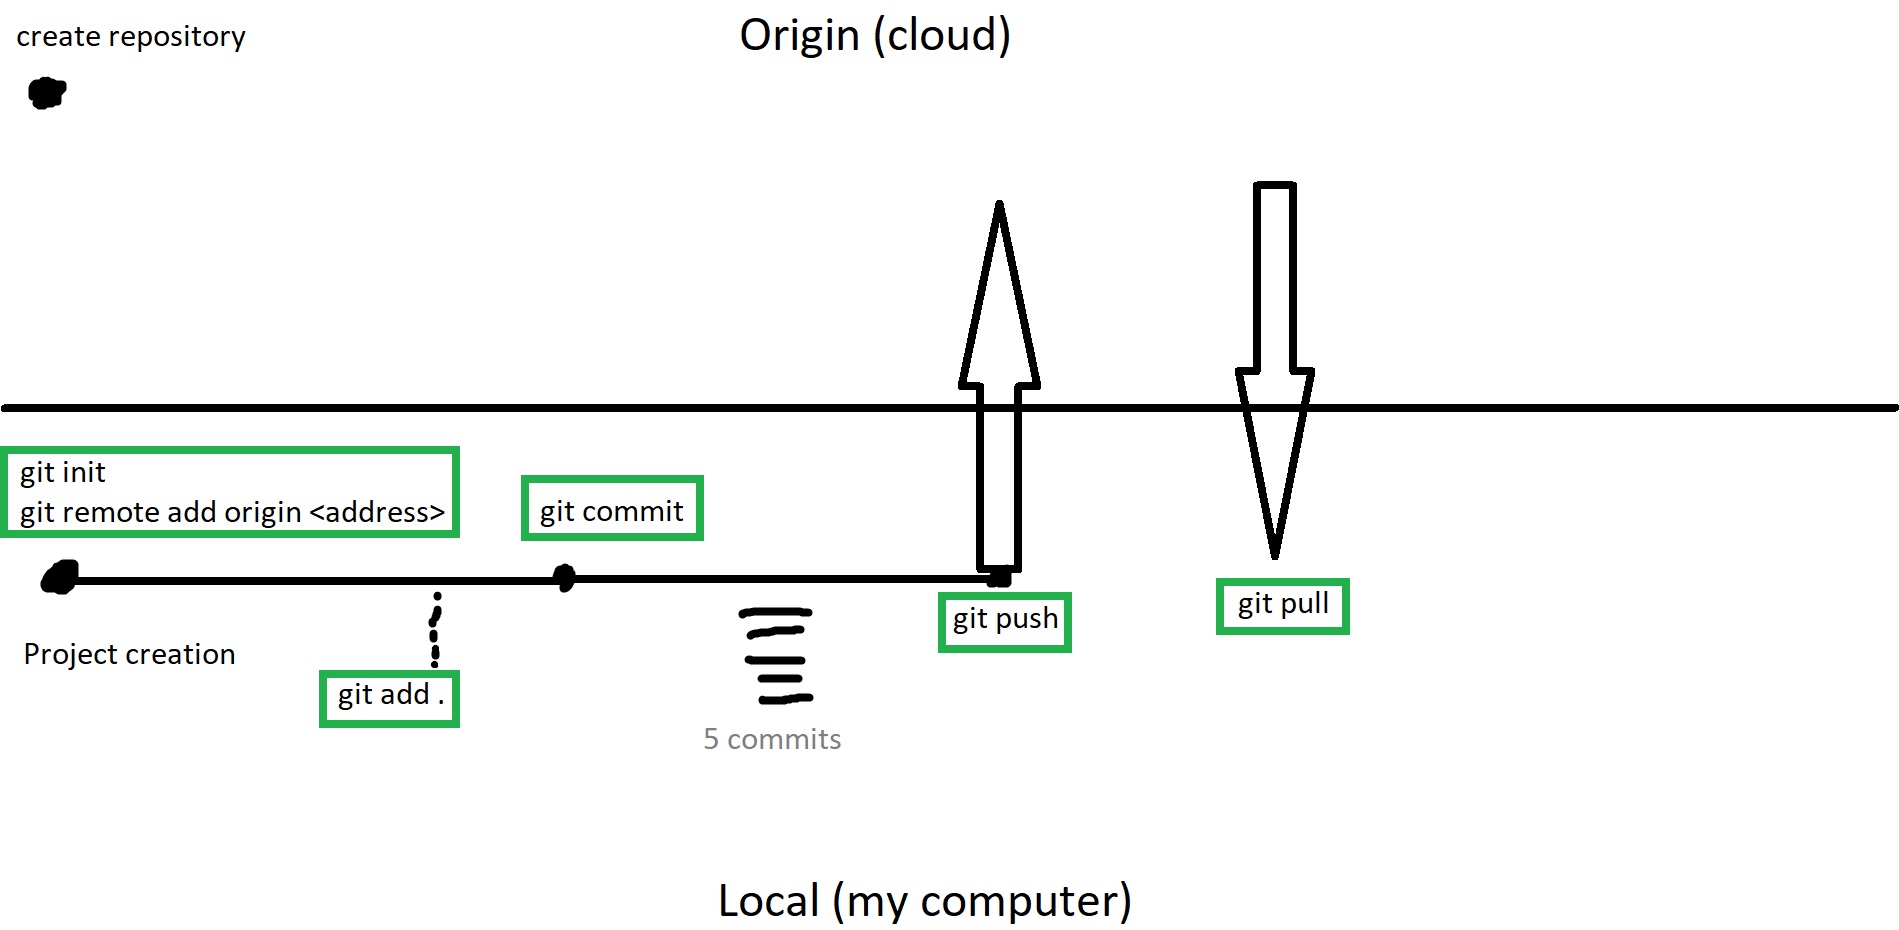 create repository
Origin (cloud)
git init
git remote add origin <address>
git commit
git push
git pull
Project creation
git add .
5 commits
Local (my computer)